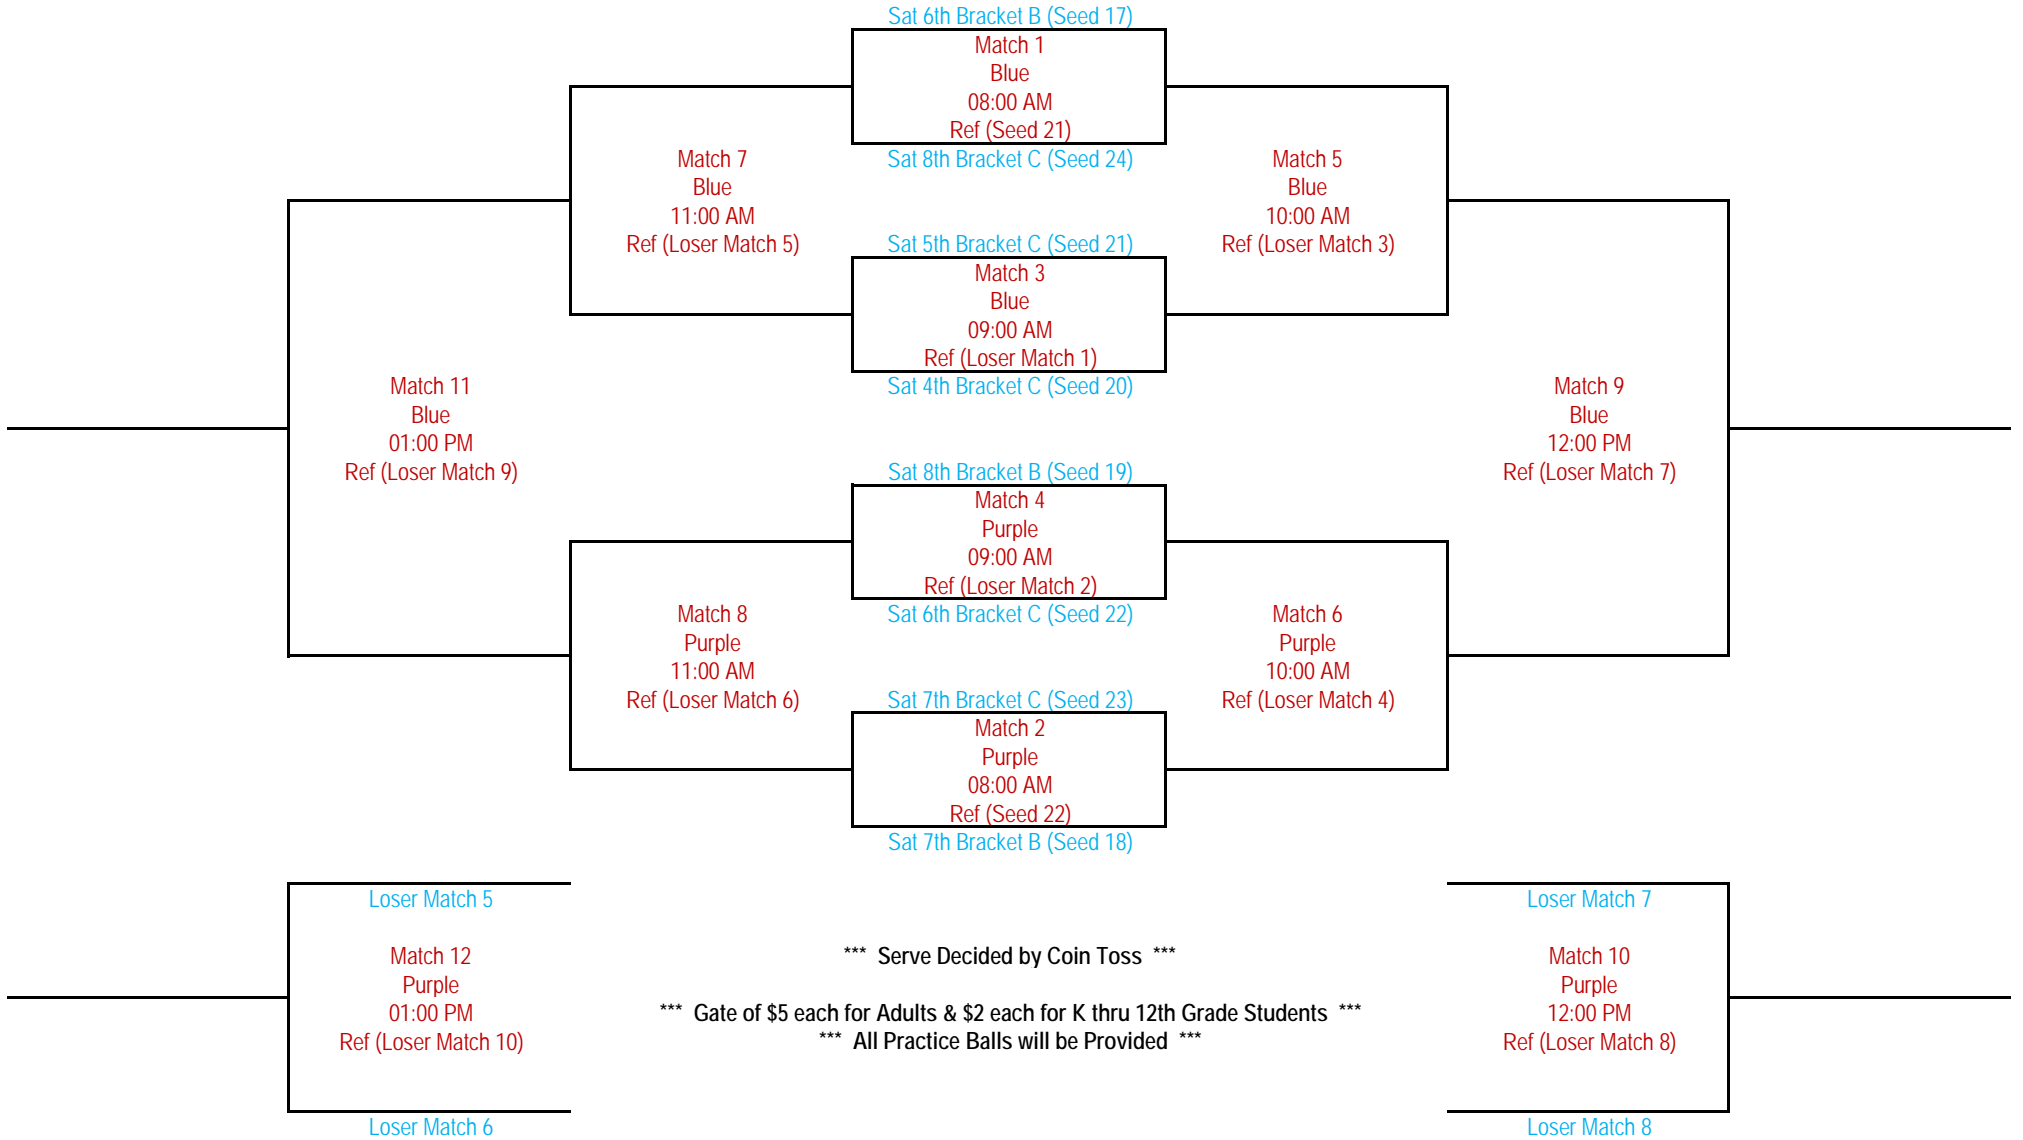 Sat 6th Bracket B (Seed 17)
Match 1
Blue
08:00 AM
Ref (Seed 21)
Sat 8th Bracket C (Seed 24)
Match 7
Blue
11:00 AM
Ref (Loser Match 5)
Match 5
Blue
10:00 AM
Ref (Loser Match 3)
Sat 5th Bracket C (Seed 21)
Match 3
Blue
09:00 AM
Ref (Loser Match 1)
Sat 4th Bracket C (Seed 20)
Match 11
Blue
01:00 PM
Ref (Loser Match 9)
Match 9
Blue
12:00 PM
Ref (Loser Match 7)
Sat 8th Bracket B (Seed 19)
Match 4
Purple
09:00 AM
Ref (Loser Match 2)
Sat 6th Bracket C (Seed 22)
Match 8
Purple
11:00 AM
Ref (Loser Match 6)
Match 6
Purple
10:00 AM
Ref (Loser Match 4)
Sat 7th Bracket C (Seed 23)
Match 2
Purple
08:00 AM
Ref (Seed 22)
Sat 7th Bracket B (Seed 18)
Loser Match 5
Match 12
Purple
01:00 PM
Ref (Loser Match 10)
Loser Match 6
*** Serve Decided by Coin Toss ***
*** Gate of $5 each for Adults & $2 each for K thru 12th Grade Students ***
*** All Practice Balls will be Provided ***
Loser Match 7
Match 10
Purple
12:00 PM
Ref (Loser Match 8)
Loser Match 8